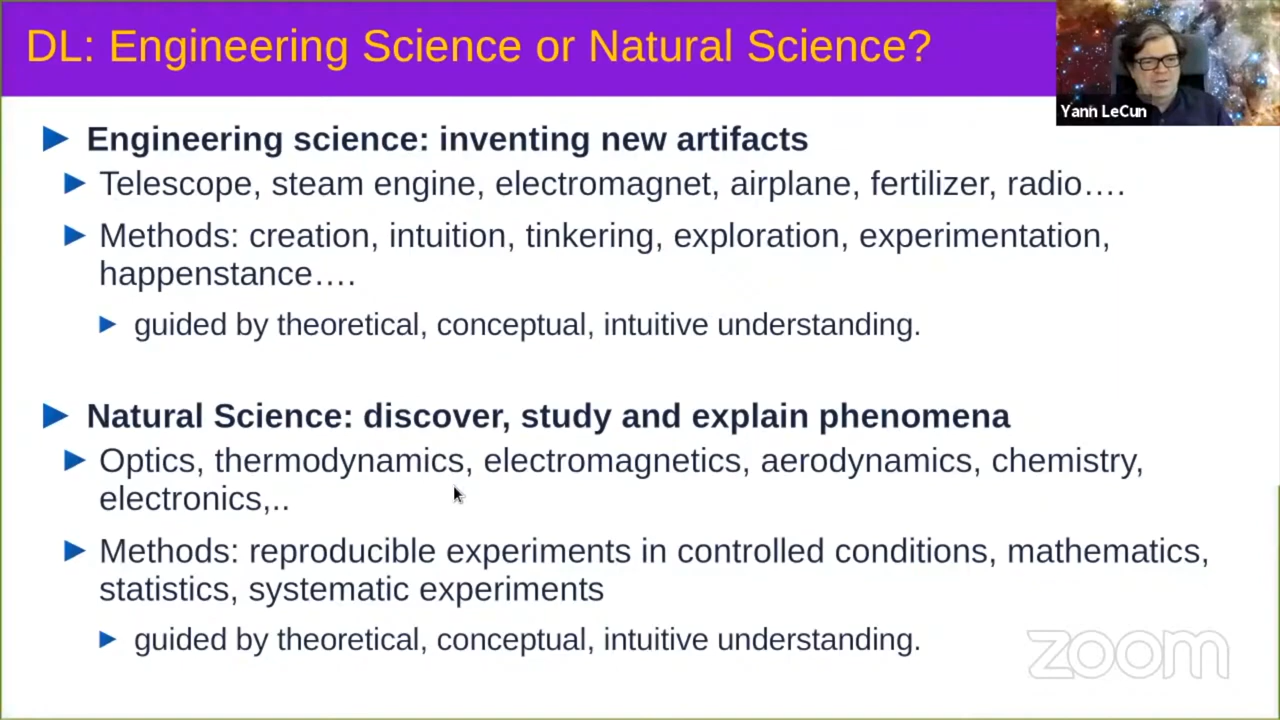 DL: Engineering Science or Natural Science?
Yann LeCun
Engineering science: inventing new artifacts
Telescope, steam engine, electromagnet, airplane, fertilizer, radio….
Methods: creation, intuition, tinkering, exploration, experimentation,
happenstance….
guided by theoretical, conceptual, intuitive understanding.
Natural Science: discover, study and explain phenomena
Optics, thermodynamics, electromagnetics, aerodynamics, chemistry,
electronics,..
Methods: reproducible experiments in controlled conditions, mathematics,
statistics, systematic experiments
guided by theoretical, conceptual, intuitive understanding.
zoom